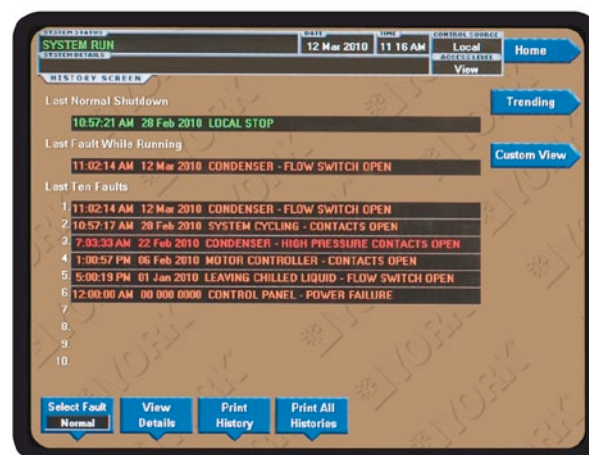 SYSTEM STATUS
SYSTEM RUN
DATE
12 Mar 2010
TIME
11 16 AM
CONTROL SOURCE
Local
Home
SYSTEM DETAILS
ACCESS LEVEL
View
HISTORY SCREEN
Trending
Last Normal Shutdown
10:57:21 AM 28 Feb 2010 LOCAL STOP
Last Fault While Running
Custom View
11:02:14 AM 12 Mar 2010 CONDENSER - FLOW SWITCH OPEN
Last Ten Faults
1. 11:02:14 AM 12 Mar 2010 CONDENSER - FLOW SWITCH OPEN
2. 10:57:17 AM 28 Feb 2010 SYSTEM CYCLING - CONTACTS OPEN
3. 7:03:33 AM 22 Feb 2010 CONDENSER - HIGH PRESSURE CONTACTS OPEN
4. 1:00:57 PM 06 Feb 2010 MOTOR CONTROLLER - CONTACTS OPEN
5. 5:00:19 PM 01 Jan 2010 LEAVING CHILLED LIQUID - FLOW SWITCH OPEN
6. 12:00:00 AM 00 000 0000 CONTROL PANEL - POWER FAILURE
7.
8.
9.
10.
YORK
YORK
YORK
YORK
Select Fault
Normal
View
Details
Print
History
Print All
Histories